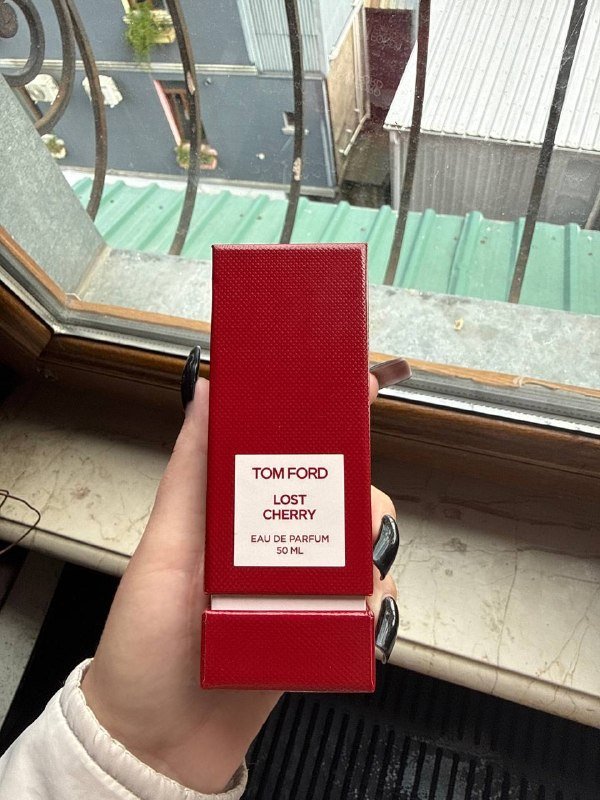 TOM FORD
LOST
CHERRY
EAU DE PARFUM
50 ML